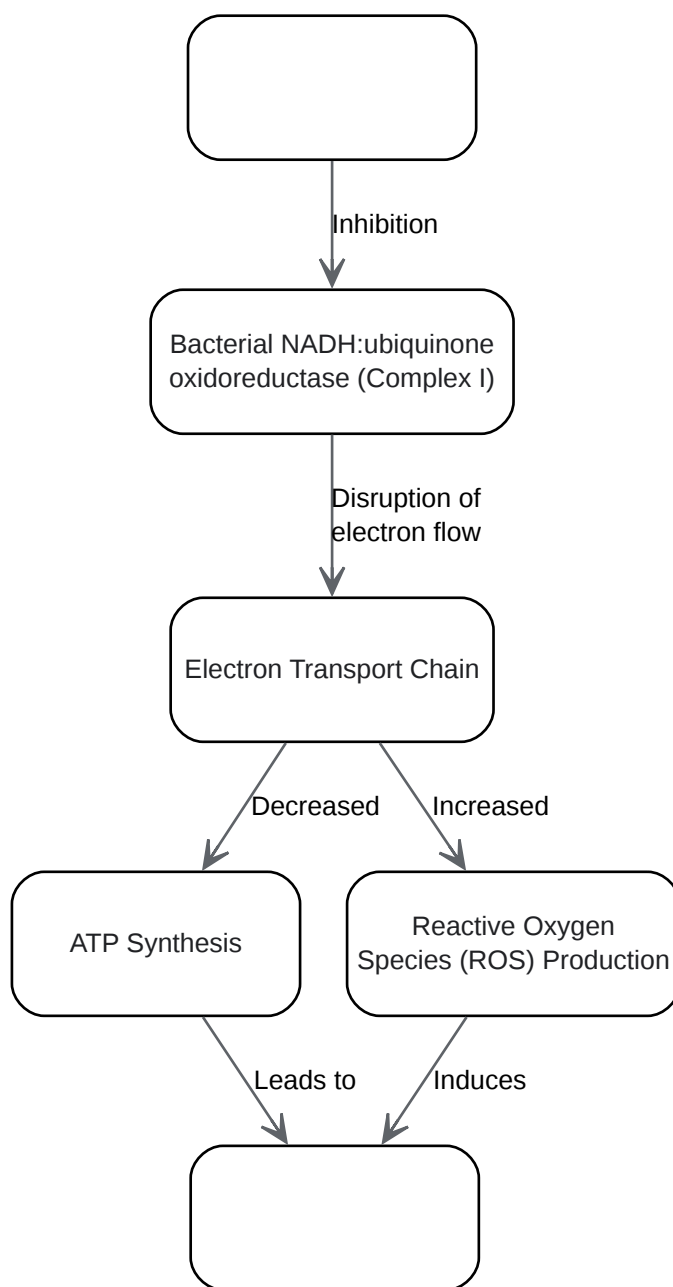 Inhibition
Bacterial NADH:ubiquinone
oxidoreductase (Complex I)
Disruption of
electron flow
Electron Transport Chain
Decreased
Increased
ATP Synthesis
Reactive Oxygen
Species (ROS) Production
Leads to
Induces